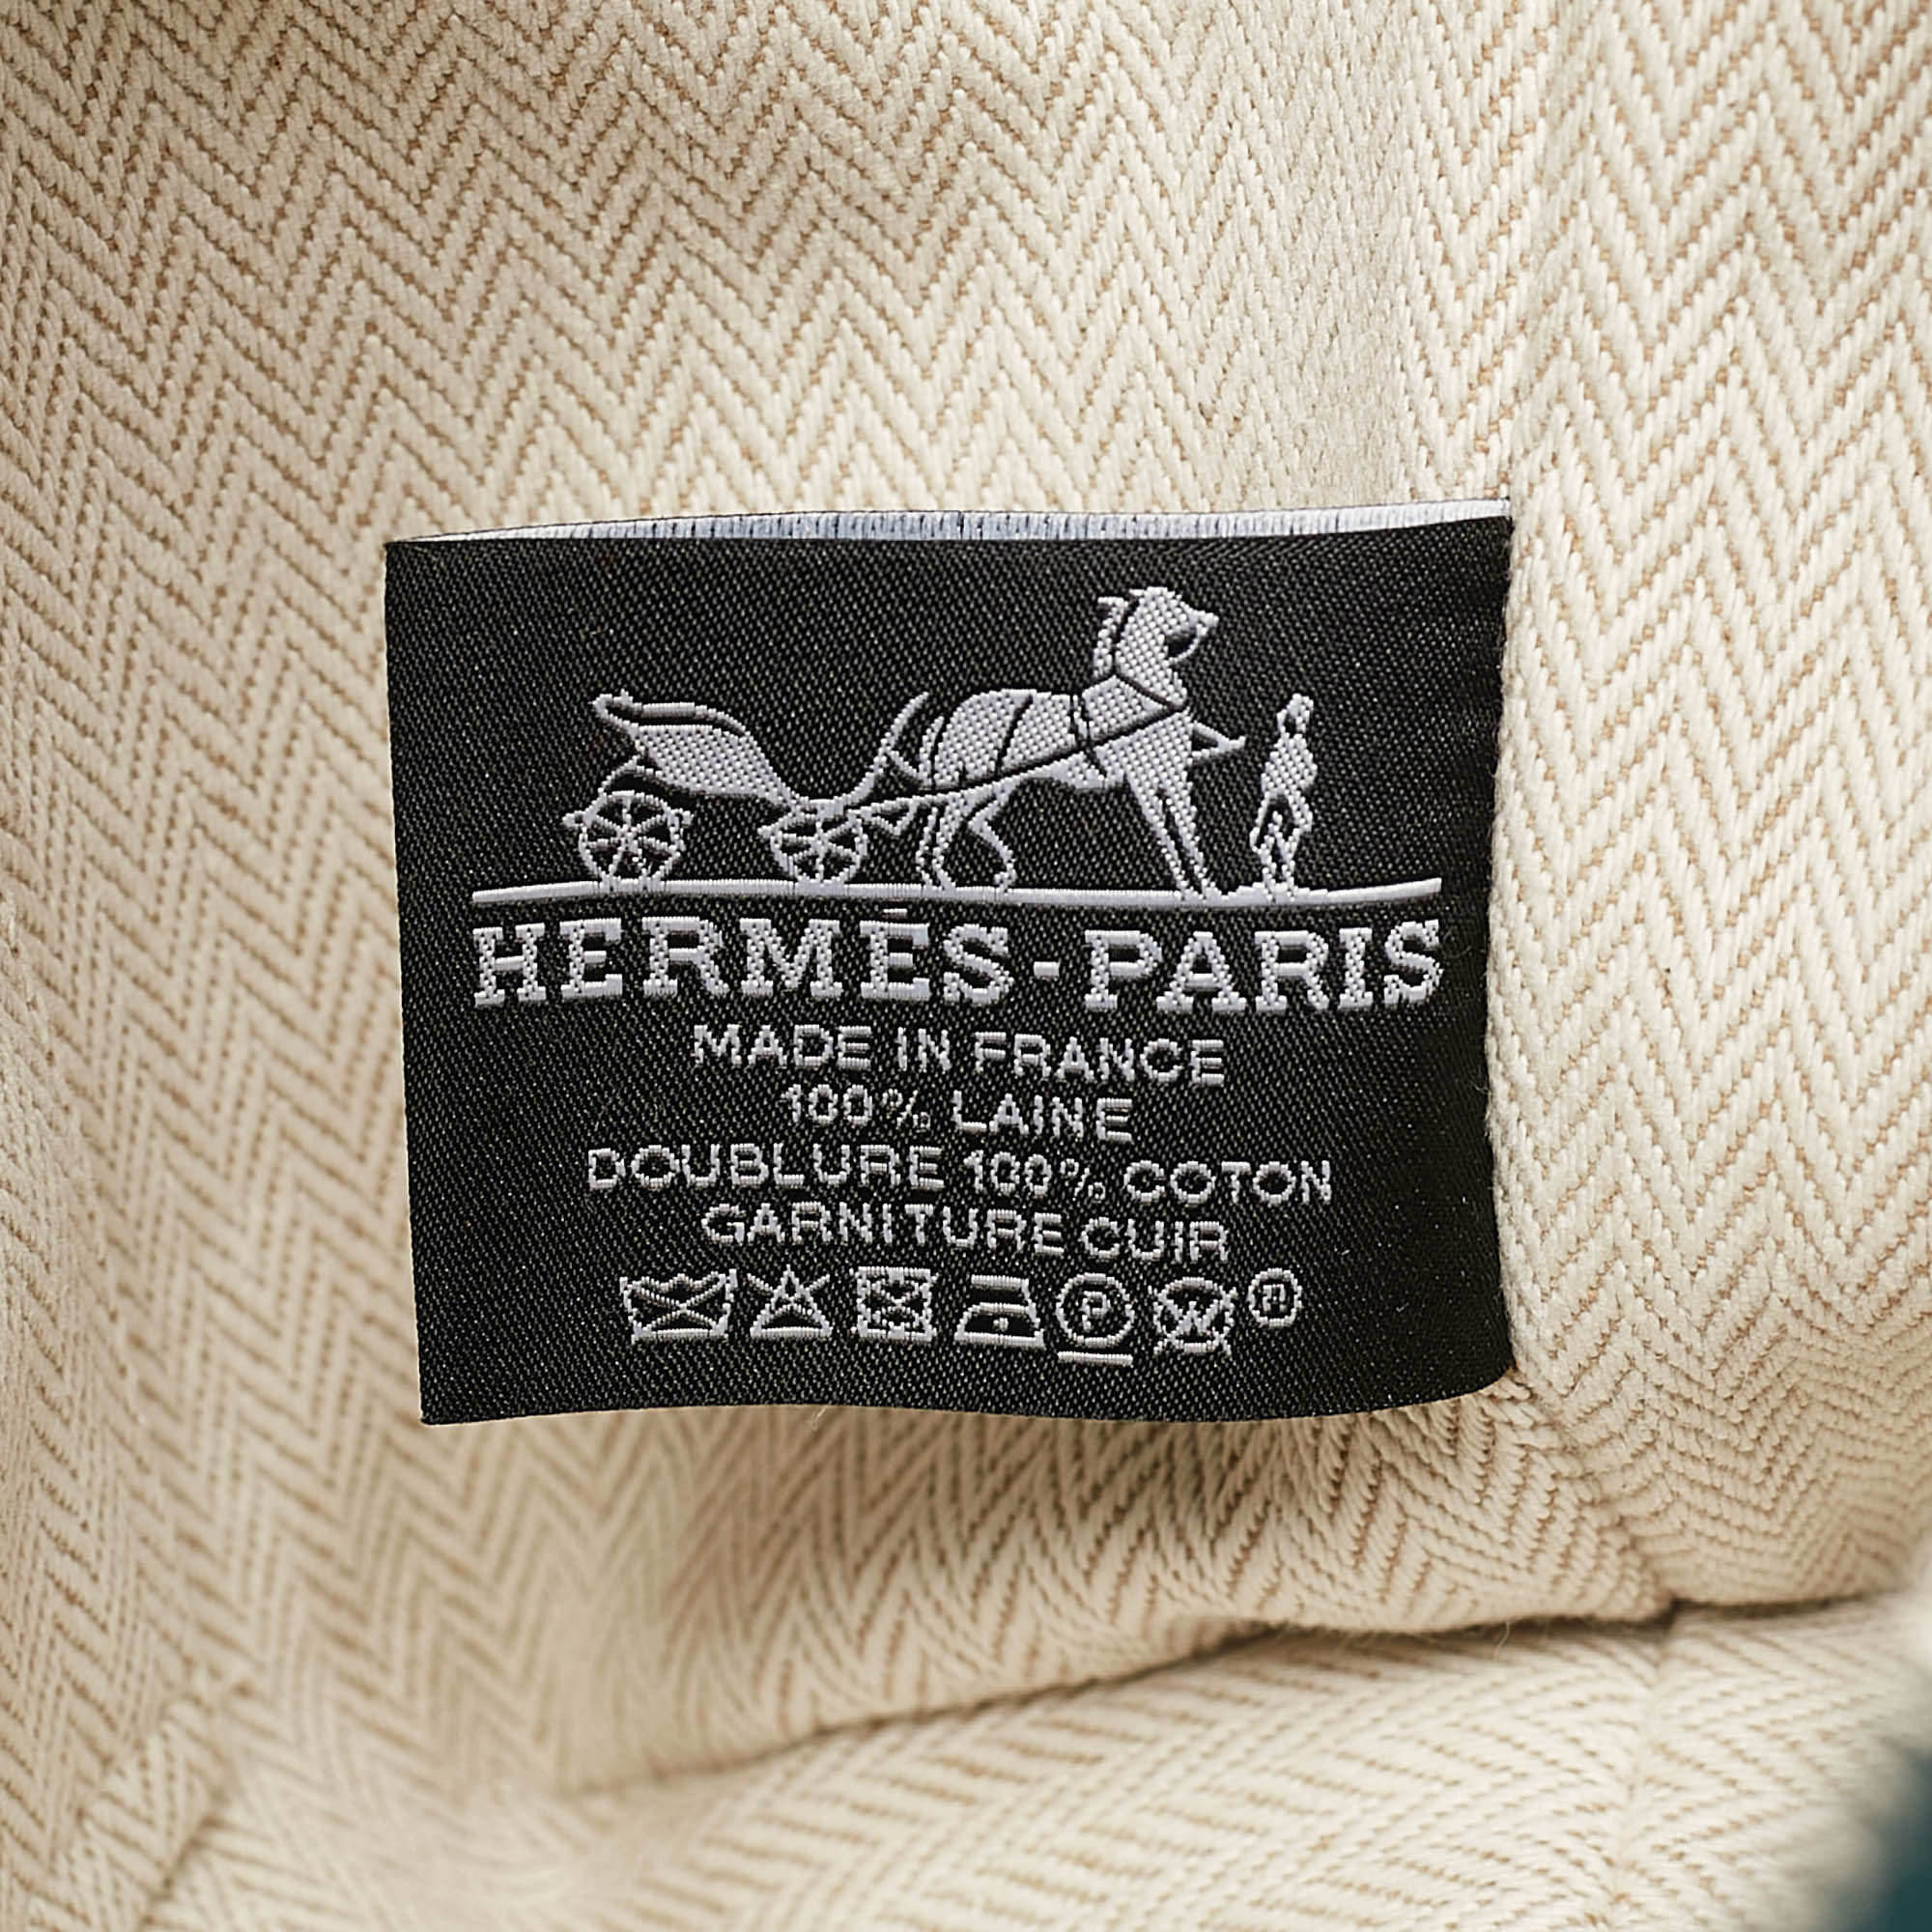 HERMÈS-PARIS
MADE IN FRANCE
100% LAINE
DOUBLURE 100% COTON
GARNITURE CUIR
P W